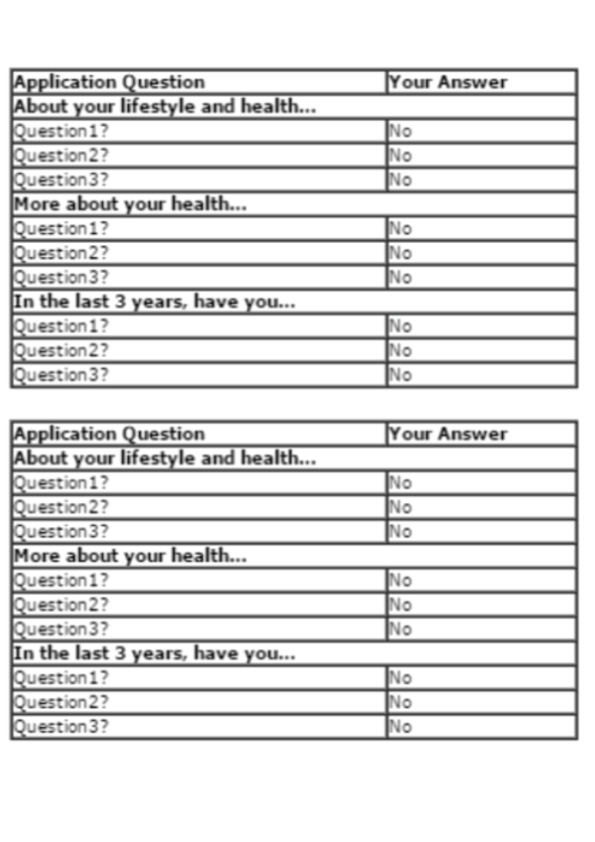 Application Question Your Answer
About your lifestyle and health...
Question1? No
Question2? No
Question3? No
More about your health...
Question1? No
Question2? No
Question3? No
In the last 3 years, have you...
Question1? No
Question2? No
Question3? No
Application Question Your Answer
About your lifestyle and health...
Question1? No
Question2? No
Question3? No
More about your health...
Question1? No
Question2? No
Question3? No
In the last 3 years, have you...
Question1? No
Question2? No
Question3? No